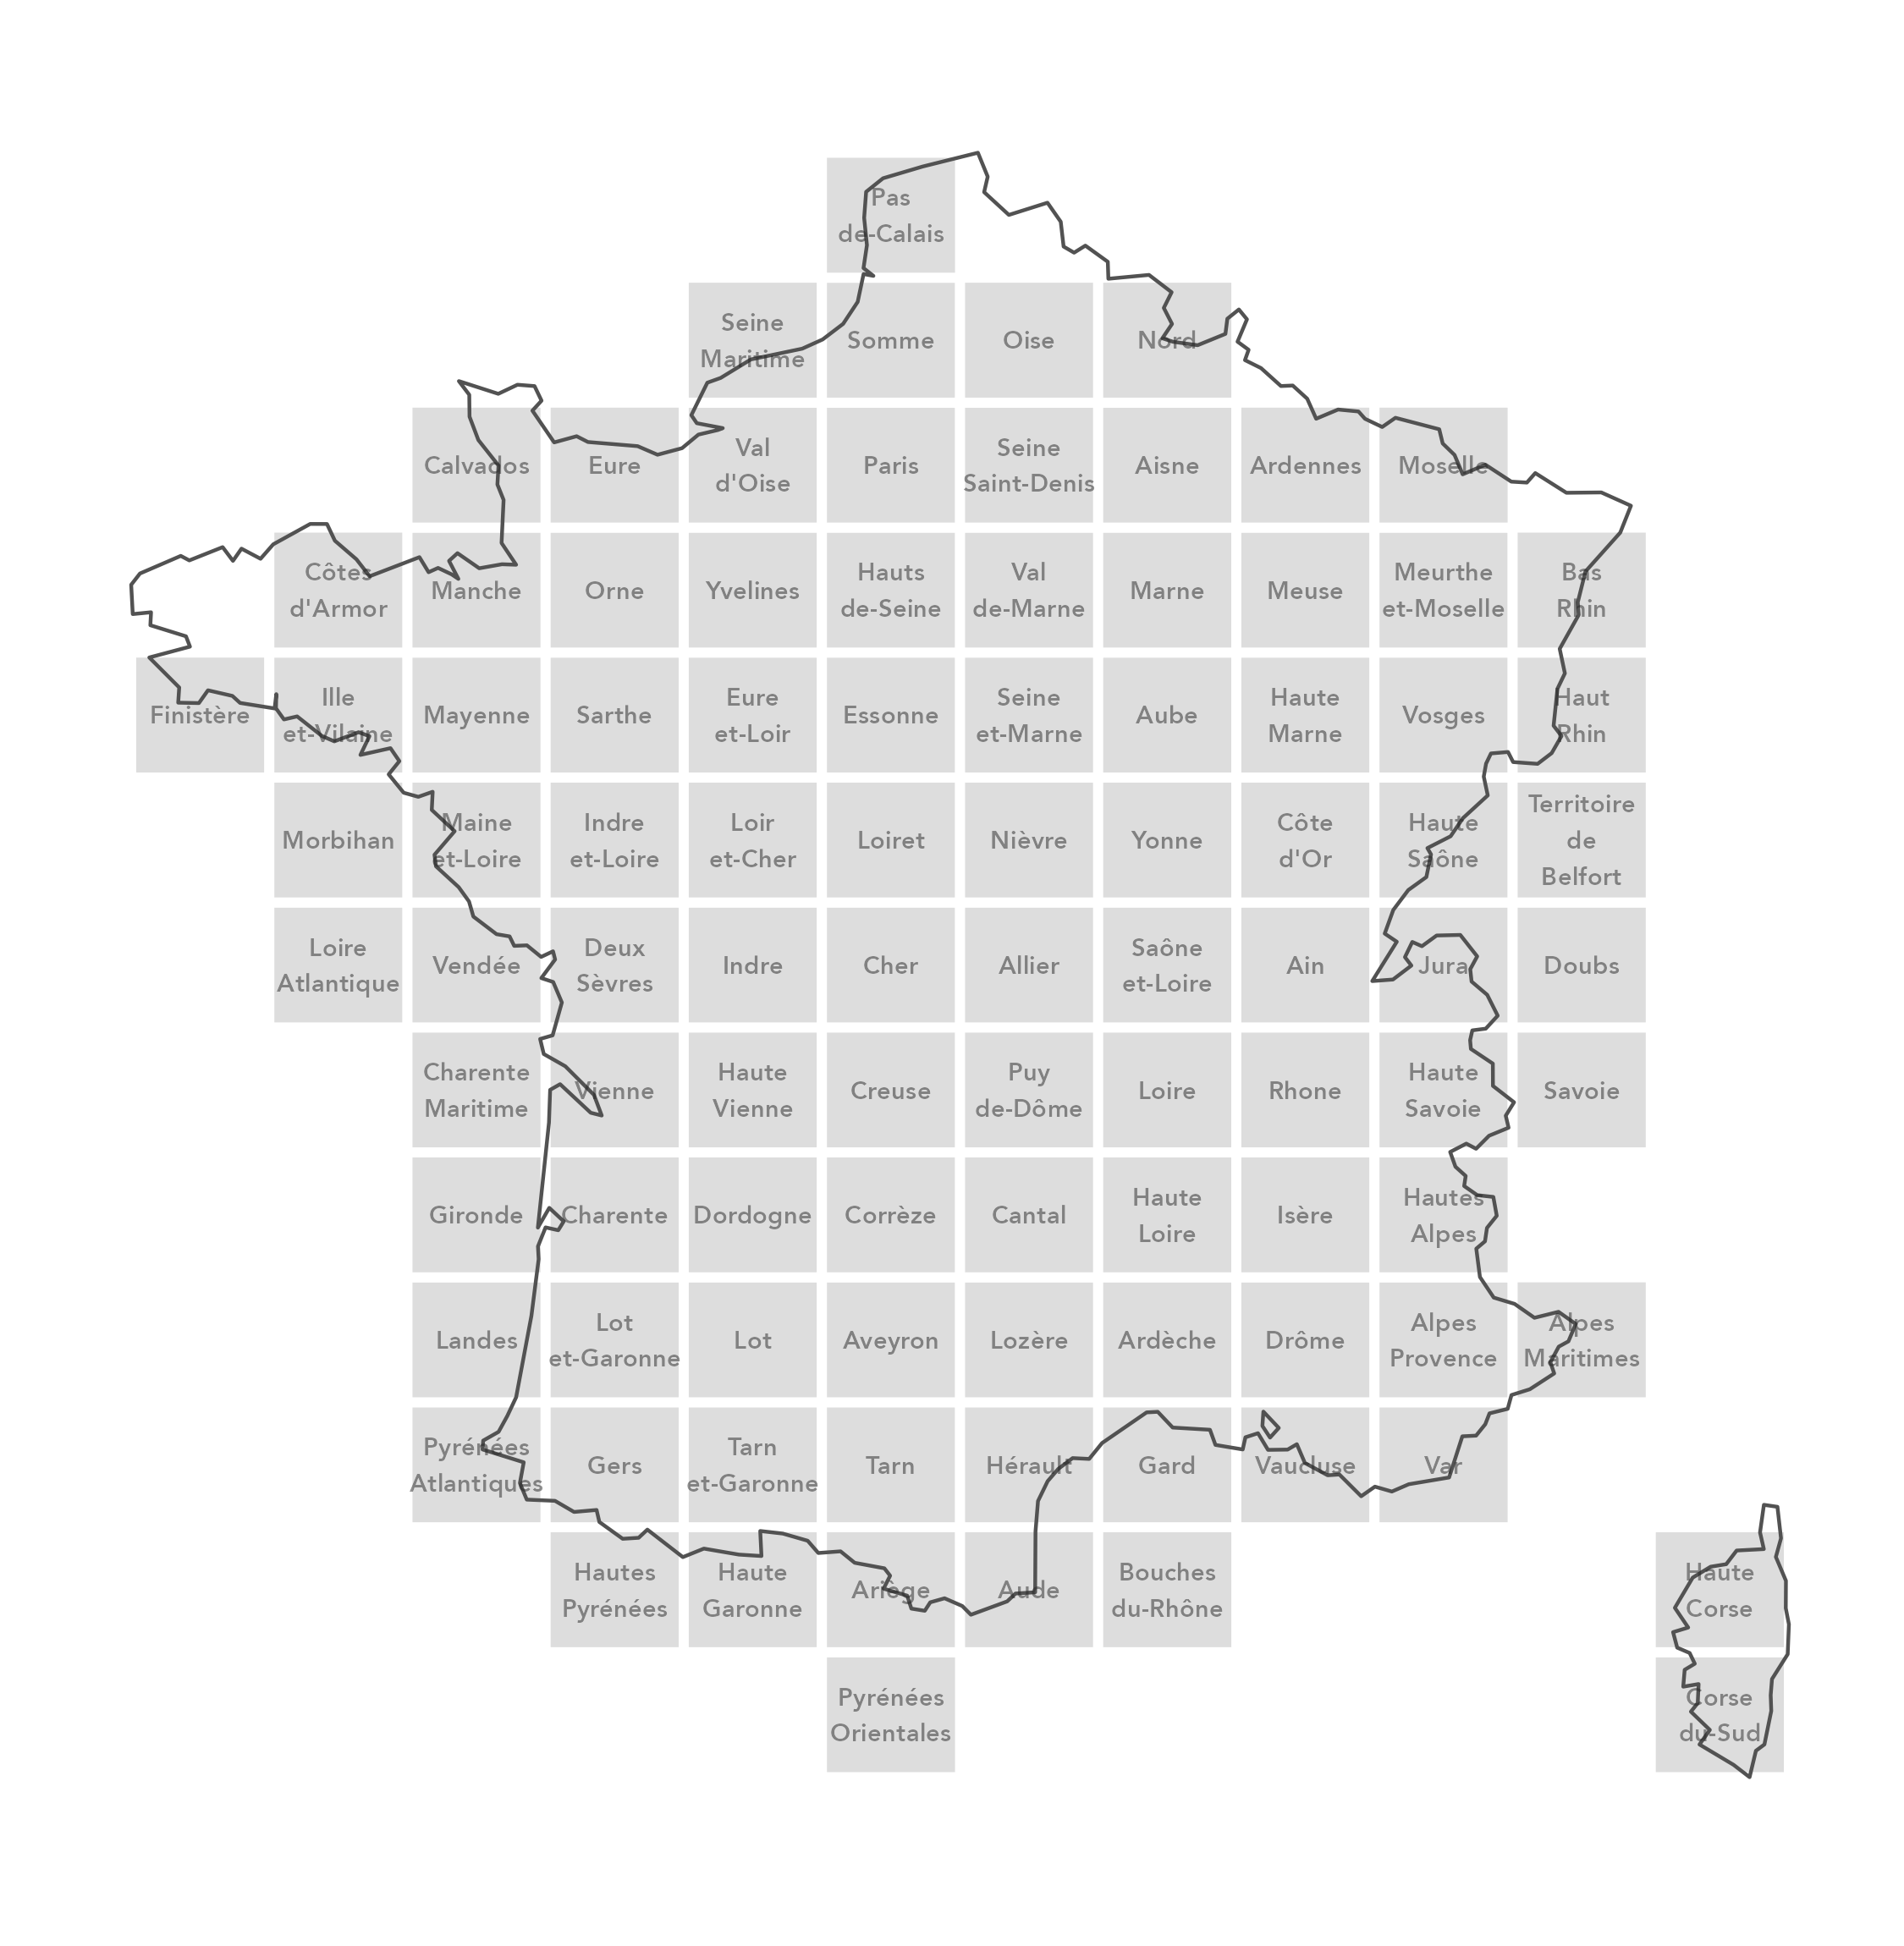 Pas
de-Calais
Seine
Maritime
Somme
Oise
Nord
Calvados
Eure
Val
d'Oise
Paris
Seine
Saint-Denis
Aisne
Ardennes
Moselle
Côtes
d'Armor
Manche
Orne
Yvelines
Hauts
de-Seine
Val
de-Marne
Marne
Meuse
Meurthe
et-Moselle
Bas
Rhin
Finistère
Ille
et-Vilaine
Mayenne
Sarthe
Eure
et-Loir
Essonne
Seine
et-Marne
Aube
Haute
Marne
Vosges
Haut
Rhin
Morbihan
Maine
et-Loire
Indre
et-Loire
Loir
et-Cher
Loiret
Nièvre
Yonne
Côte
d'Or
Haute
Saône
Territoire
de
Belfort
Loire
Atlantique
Vendée
Deux
Sèvres
Indre
Cher
Allier
Saône
et-Loire
Ain
Jura
Doubs
Charente
Maritime
Vienne
Haute
Vienne
Creuse
Puy
de-Dôme
Loire
Rhone
Haute
Savoie
Savoie
Gironde
Charente
Dordogne
Corrèze
Cantal
Haute
Loire
Isère
Hautes
Alpes
Landes
Lot
et-Garonne
Lot
Aveyron
Lozère
Ardèche
Drôme
Alpes
Provence
Alpes
Maritimes
Pyrénées
Atlantiques
Gers
Tarn
et-Garonne
Tarn
Hérault
Gard
Vaucluse
Var
Hautes
Pyrénées
Haute
Garonne
Ariège
Aude
Bouches
du-Rhône
Haute
Corse
Pyrénées
Orientales
Corse
du-Sud